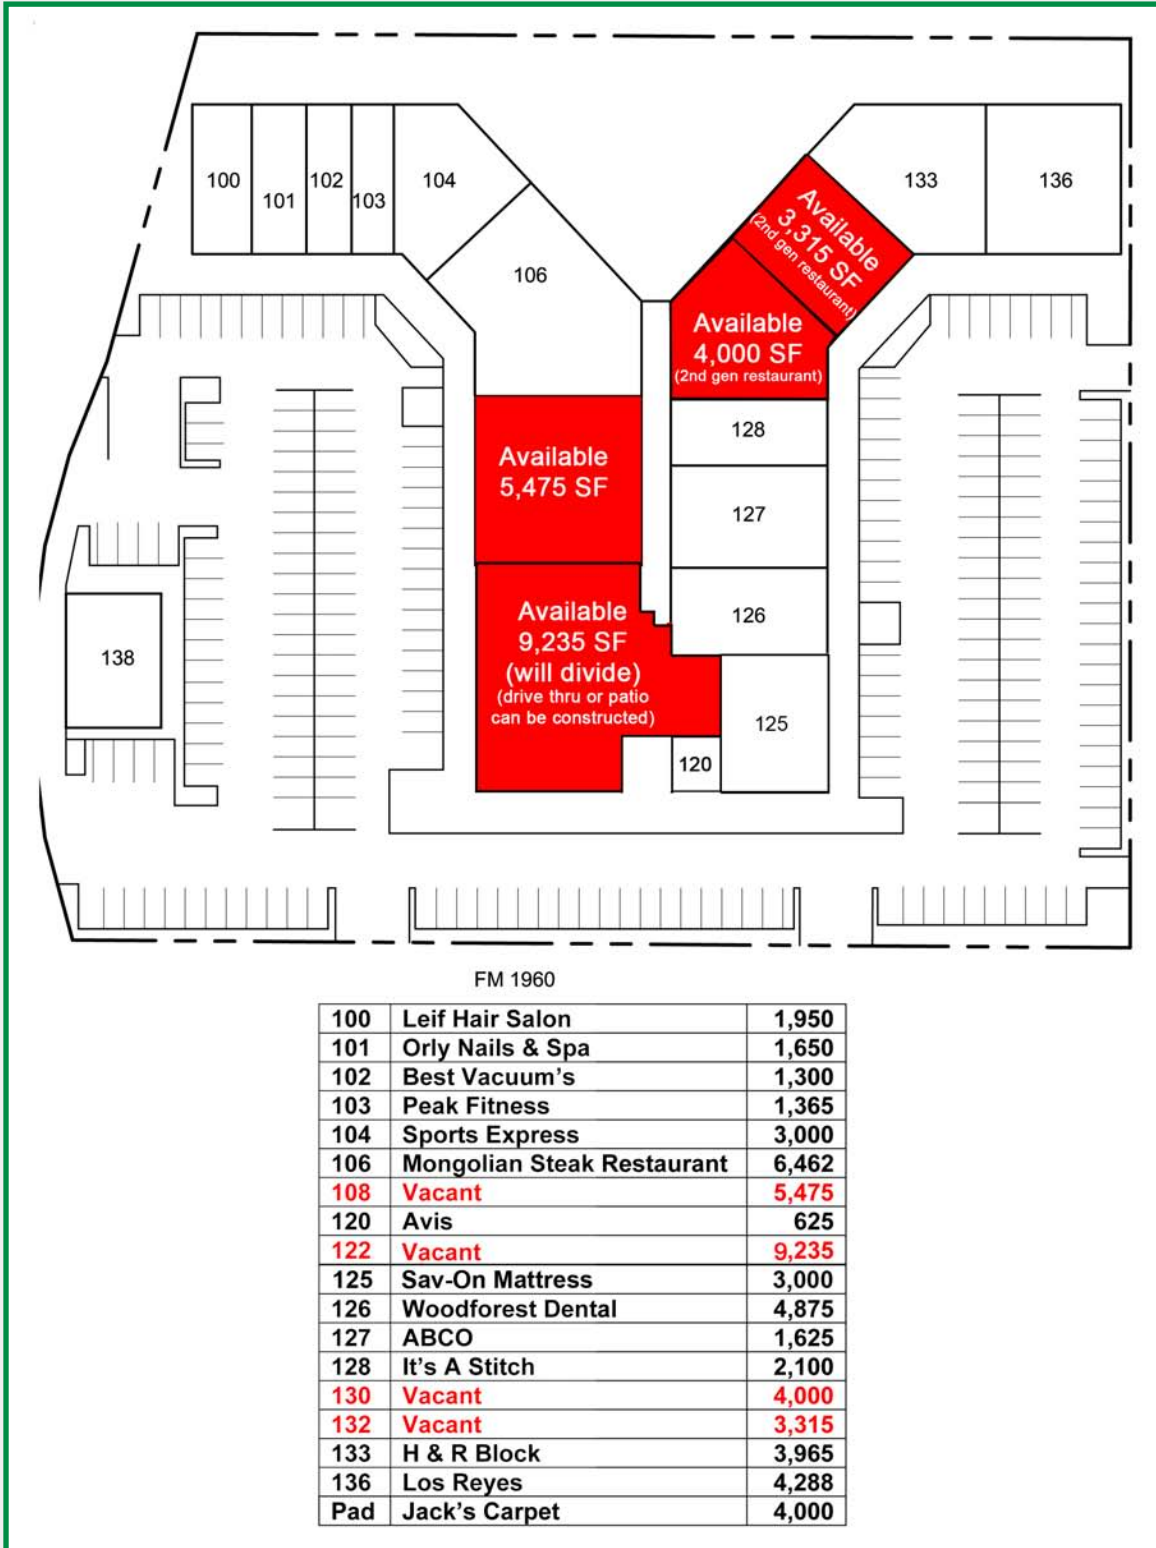 100
101
102
103
104
106
133
136
Available
3,315 SF
(2nd gen restaurant)
Available
4,000 SF
(2nd gen restaurant)
128
Available
5,475 SF
127
Available
9,235 SF
(will divide)
(drive thru or patio
can be constructed)
126
138
125
120
FM 1960
100 Leif Hair Salon 1,950
101 Orly Nails & Spa 1,650
102 Best Vacuum's 1,300
103 Peak Fitness 1,365
104 Sports Express 3,000
106 Mongolian Steak Restaurant 6,462
108 Vacant 5,475
120 Avis 625
122 Vacant 9,235
125 Sav-On Mattress 3,000
126 Woodforest Dental 4,875
127 ABCO 1,625
128 It's A Stitch 2,100
130 Vacant 4,000
132 Vacant 3,315
133 H & R Block 3,965
136 Los Reyes 4,288
Pad Jack's Carpet 4,000